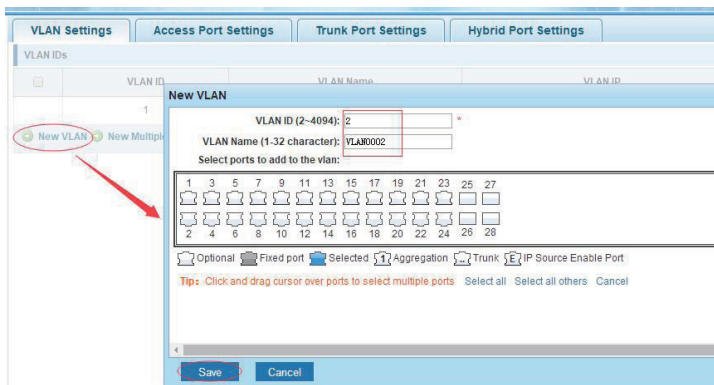 VLAN Settings Access Port Settings Trunk Port Settings Hybrid Port Settings
VLAN IDs
VLAN ID VLAN Name VLAN IP
New VLAN
1
VLAN ID (2~4094): 2 *
New VLAN New Multipl
VLAN Name (1-32 character): VLAN0002
Select ports to add to the vlan:
1 3 5 7 9 11 13 15 17 19 21 23 25 27
2 4 6 8 10 12 14 16 18 20 22 24 26 28
Optional Fixed port Selected 1 Aggregation Trunk E IP Source Enable Port
Tip: Click and drag cursor over ports to select multiple ports Select all Select all others Cancel
Save Cancel